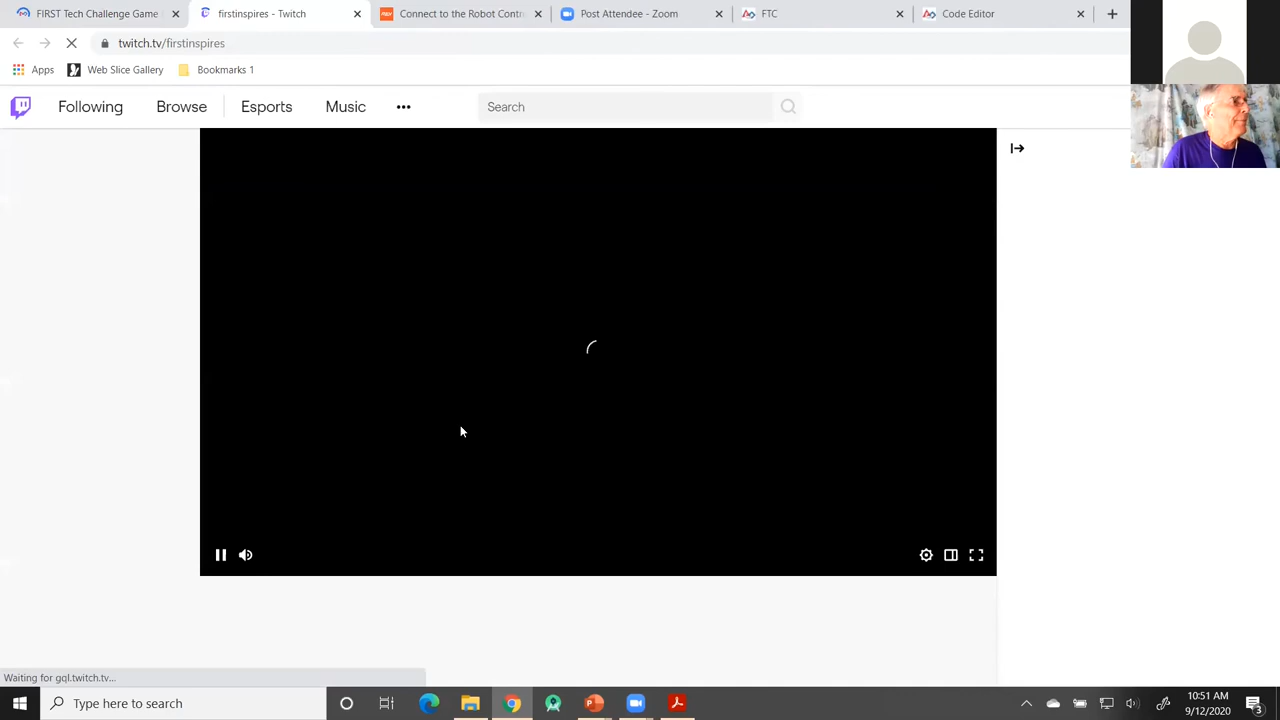 FIRST Tech Challenge Game
firstinspires - Twitch
Connect to the Robot Contr
Post Attendee - Zoom
FTC
Code Editor
twitch.tv/firstinspires
Apps
Web Slice Gallery
Bookmarks 1
Following
Browse
Esports
Music
Search
Waiting for gql.twitch.tv...
Type here to search
10:51 AM
9/12/2020
3